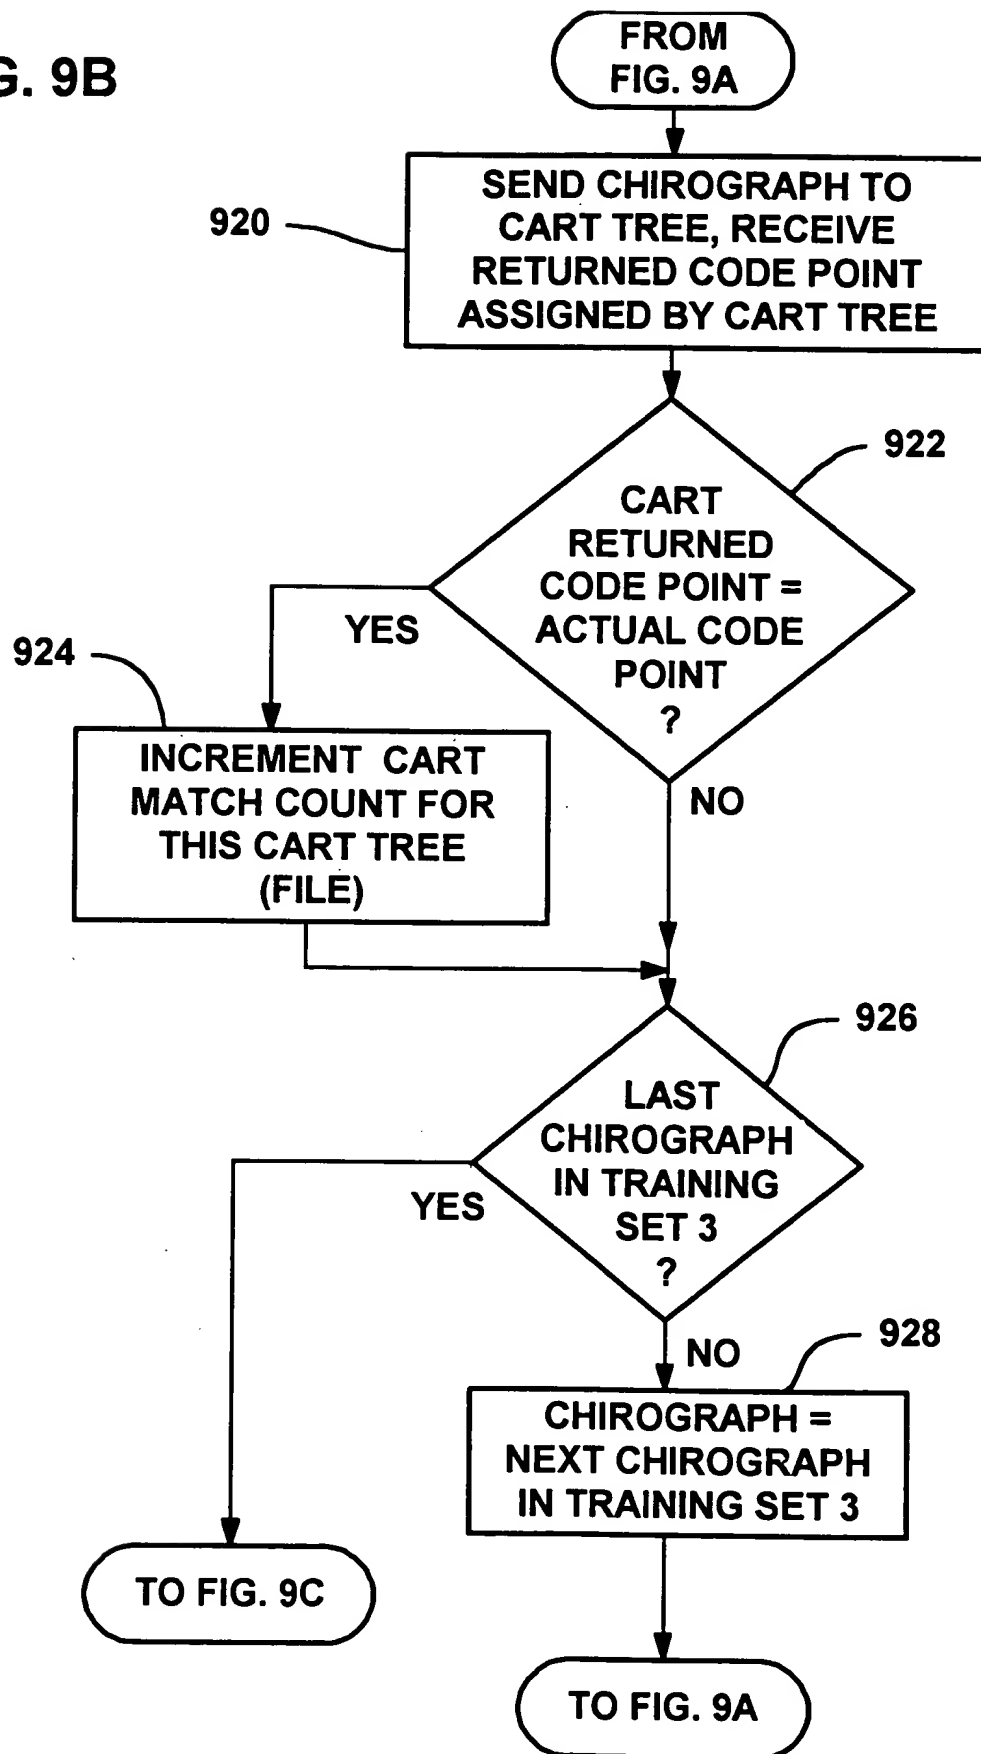 G. 9B
FROM
FIG. 9A
920
SEND CHIROGRAPH TO
CART TREE, RECEIVE
RETURNED CODE POINT
ASSIGNED BY CART TREE
922
CART
RETURNED
CODE POINT =
ACTUAL CODE
POINT
?
YES
NO
924
INCREMENT CART
MATCH COUNT FOR
THIS CART TREE
(FILE)
926
LAST
CHIROGRAPH
IN TRAINING
SET 3
?
YES
NO
928
CHIROGRAPH =
NEXT CHIROGRAPH
IN TRAINING SET 3
TO FIG. 9C
TO FIG. 9A